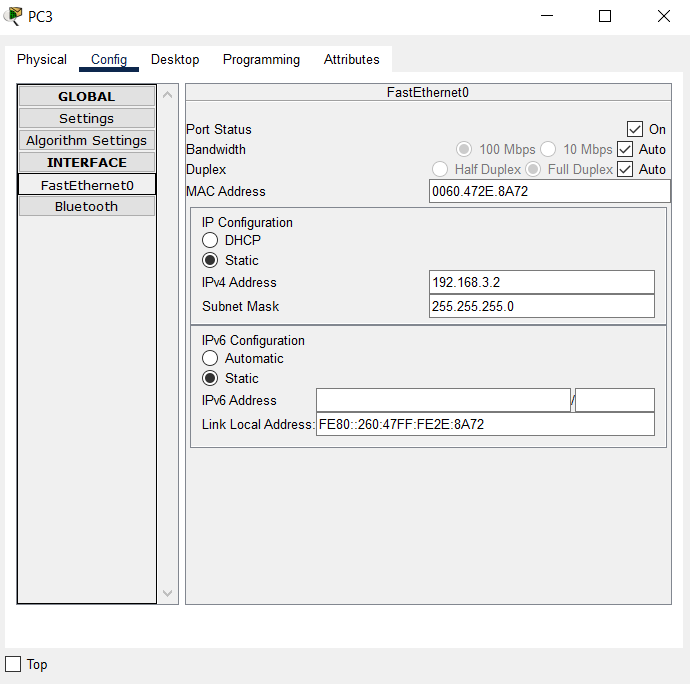 PC3
Physical Config Desktop Programming Attributes
GLOBAL
Settings
Algorithm Settings
INTERFACE
FastEthernet0
Bluetooth
FastEthernet0
Port Status On
Bandwidth 100 Mbps 10 Mbps Auto
Duplex Half Duplex Full Duplex Auto
MAC Address 0060.472E.8A72
IP Configuration
DHCP
Static
IPv4 Address 192.168.3.2
Subnet Mask 255.255.255.0
IPv6 Configuration
Automatic
Static
IPv6 Address /
Link Local Address: FE80::260:47FF:FE2E:8A72
Top